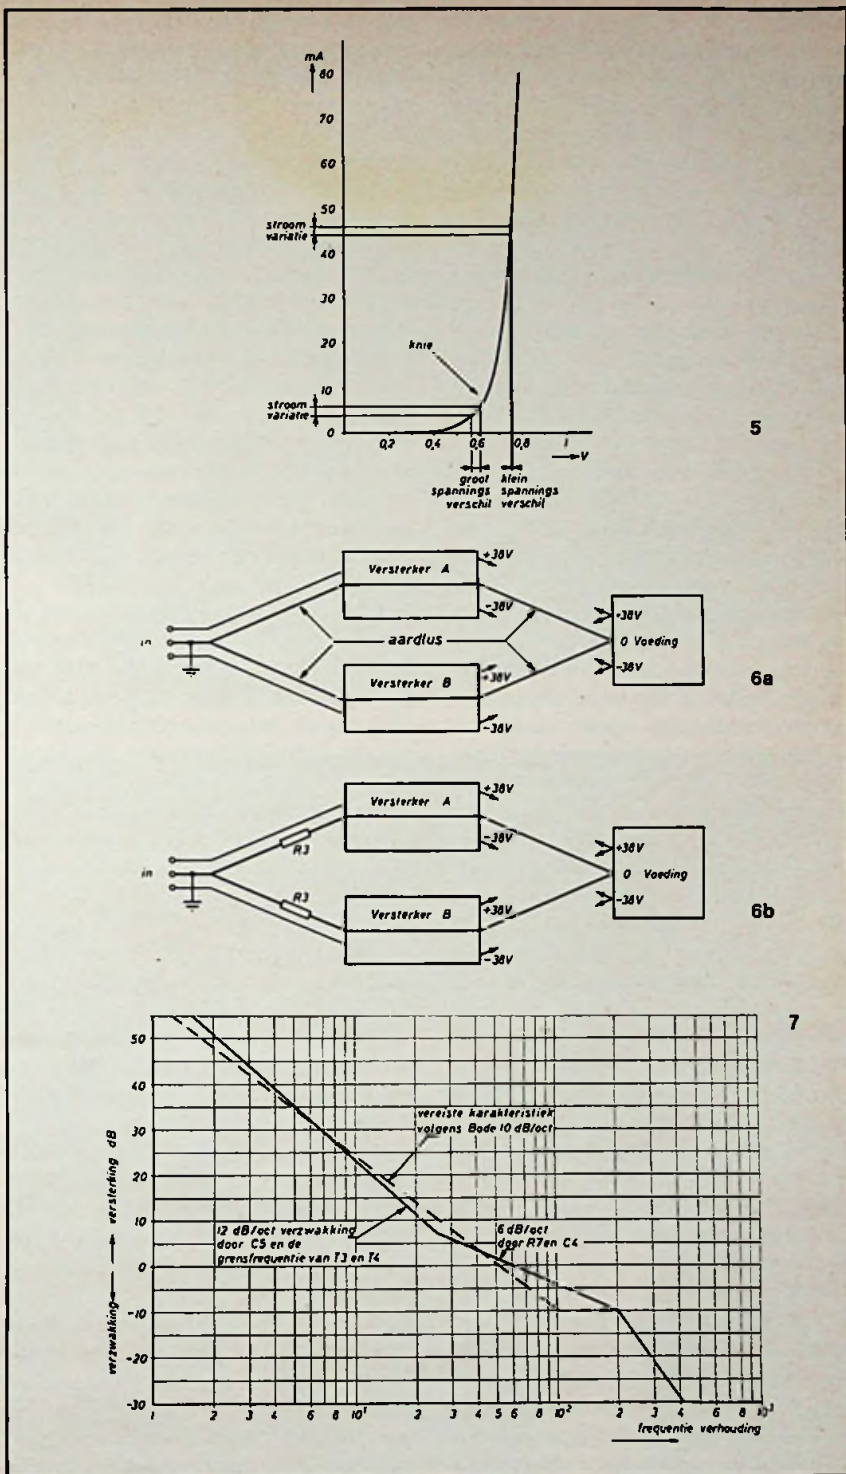 mA
80
70
60
50
stroom
variatie
40
30
20
knie
10
stroom
variatie
0
0,2 0,4 0,6 0,8 1
V
groot klein
spannings spannings
verschil verschil
5
Versterker A
+38V
-38V
in
aardlus
+38V
0 Voeding
-38V
Versterker B
+38V
-38V
6a
Versterker A
+38V
-38V
R3
in
R3
+38V
0 Voeding
-38V
Versterker B
+38V
-38V
6b
7
verzwakking versterking dB
50
40
30
20
10
0
-10
-20
-30
vereiste karakteristiek
volgens Bode 10 dB/oct
12 dB/oct verzwakking
door C5 en de
grensfrequentie van T3 en T4
6 dB/oct
door R7 en C4
1 2 3 4 6 8 10¹ 2 3 4 5 6 8 10² 2 3 4 6 8 10³
frequentie verhouding